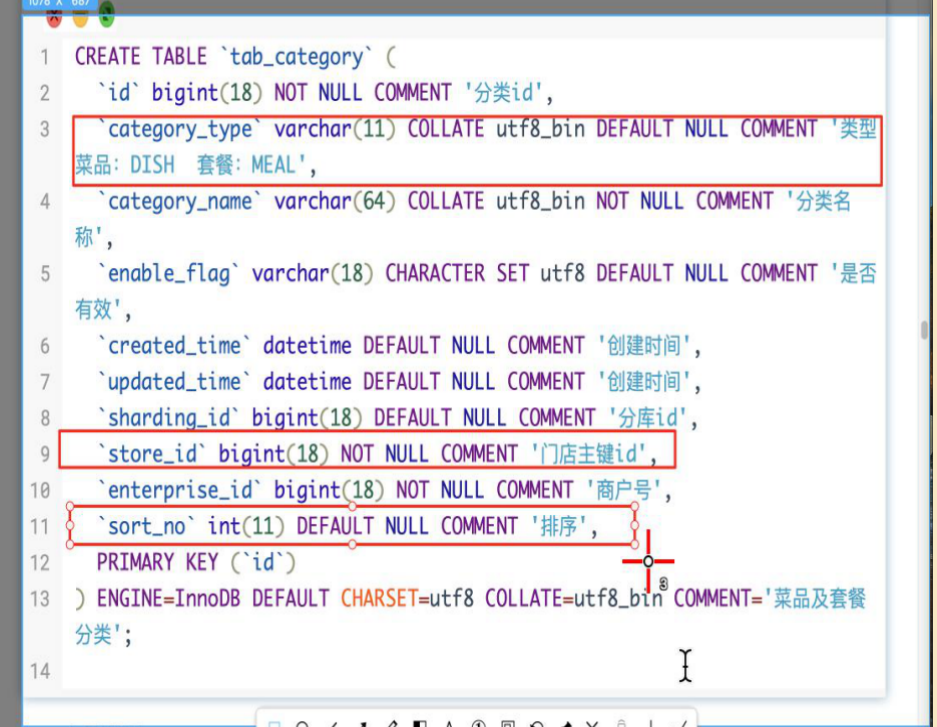 1078 X 687
1 CREATE TABLE `tab_category` (
2 `id` bigint(18) NOT NULL COMMENT '分类id',
3 `category_type` varchar(11) COLLATE utf8_bin DEFAULT NULL COMMENT '类型
菜品: DISH 套餐: MEAL',
4 `category_name` varchar(64) COLLATE utf8_bin NOT NULL COMMENT '分类名
称',
5 `enable_flag` varchar(18) CHARACTER SET utf8 DEFAULT NULL COMMENT '是否
有效',
6 `created_time` datetime DEFAULT NULL COMMENT '创建时间',
7 `updated_time` datetime DEFAULT NULL COMMENT '创建时间',
8 `sharding_id` bigint(18) DEFAULT NULL COMMENT '分库id',
9 `store_id` bigint(18) NOT NULL COMMENT '门店主键id',
10 `enterprise_id` bigint(18) NOT NULL COMMENT '商户号',
11 `sort_no` int(11) DEFAULT NULL COMMENT '排序',
12 PRIMARY KEY (`id`)
3
13 ) ENGINE=InnoDB DEFAULT CHARSET=utf8 COLLATE=utf8_bin COMMENT='菜品及套餐
分类';
14